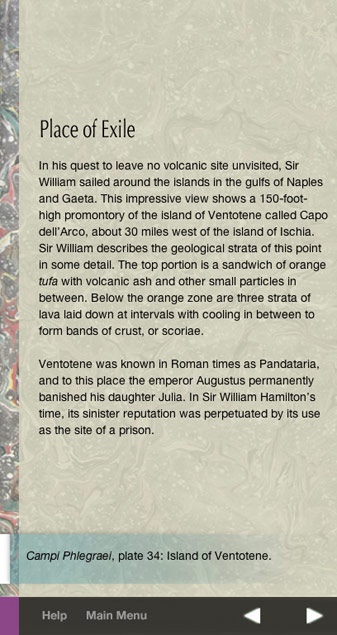 Place of Exile
In his quest to leave no volcanic site unvisited, Sir
William sailed around the islands in the gulfs of Naples
and Gaeta. This impressive view shows a 150-foot-
high promontory of the island of Ventotene called Capo
dell'Arco, about 30 miles west of the island of Ischia.
Sir William describes the geological strata of this point
in some detail. The top portion is a sandwich of orange
tufa with volcanic ash and other small particles in
between. Below the orange zone are three strata of
lava laid down at intervals with cooling in between to
form bands of crust, or scoriae.
Ventotene was known in Roman times as Pandataria,
and to this place the emperor Augustus permanently
banished his daughter Julia. In Sir William Hamilton's
time, its sinister reputation was perpetuated by its use
as the site of a prison.
Campi Phlegraei, plate 34: Island of Ventotene.
Help Main Menu